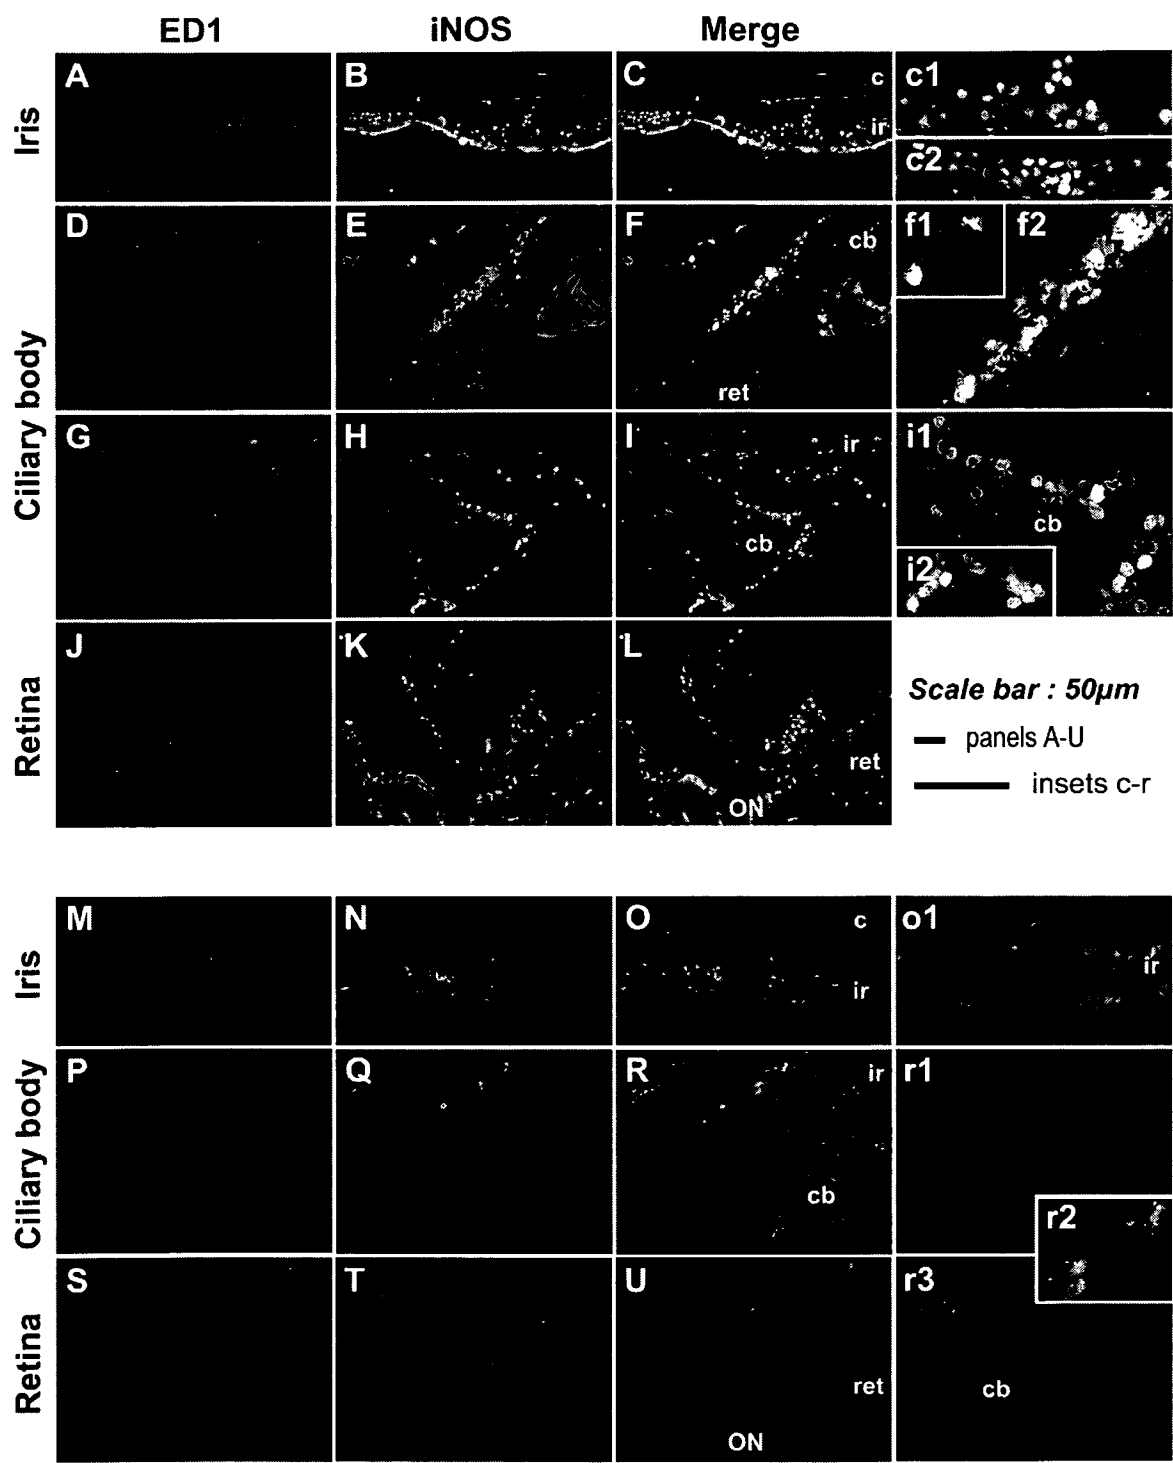 ED1 iNOS Merge
Iris
A B C c c1
ir
c2
Ciliary body
D E F cb f1 f2
ret
G H I ir i1
cb cb
i2
Retina
J K L
ret
ON
Scale bar : 50µm
panels A-U
insets c-r
Iris
M N O c o1
ir ir
Ciliary body
P Q R ir r1
cb
r2
Retina
S T U r3
ret cb
ON